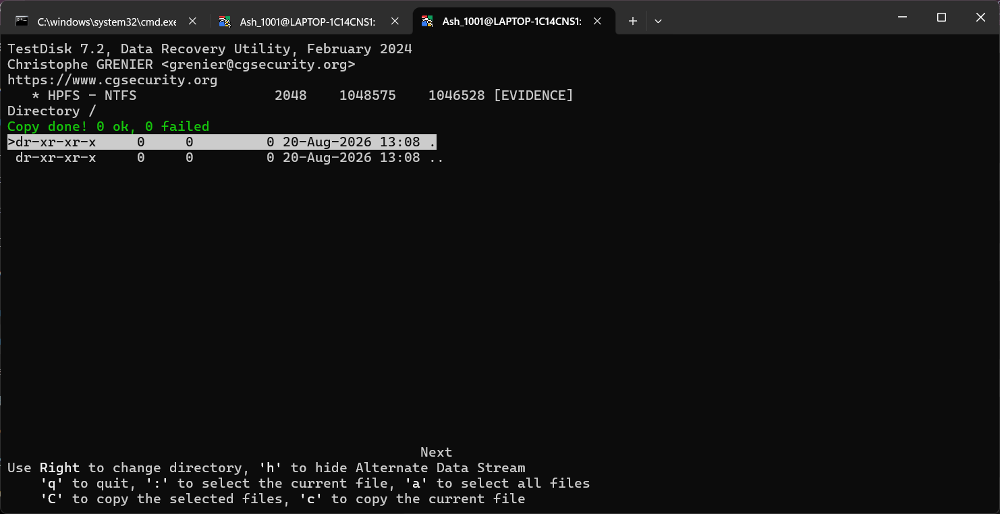 C:\windows\system32\cmd.exe
Ash_1001@LAPTOP-1C14CNS1:
Ash_1001@LAPTOP-1C14CNS1:
TestDisk 7.2, Data Recovery Utility, February 2024
Christophe GRENIER <grenier@cgsecurity.org>
https://www.cgsecurity.org
   * HPFS - NTFS                 2048    1048575    1046528 [EVIDENCE]
Directory /
Copy done! 0 ok, 0 failed
>dr-xr-xr-x     0     0         0 20-Aug-2026 13:08 .
 dr-xr-xr-x     0     0         0 20-Aug-2026 13:08 ..
Next
Use Right to change directory, 'h' to hide Alternate Data Stream
    'q' to quit, ':' to select the current file, 'a' to select all files
    'C' to copy the selected files, 'c' to copy the current file